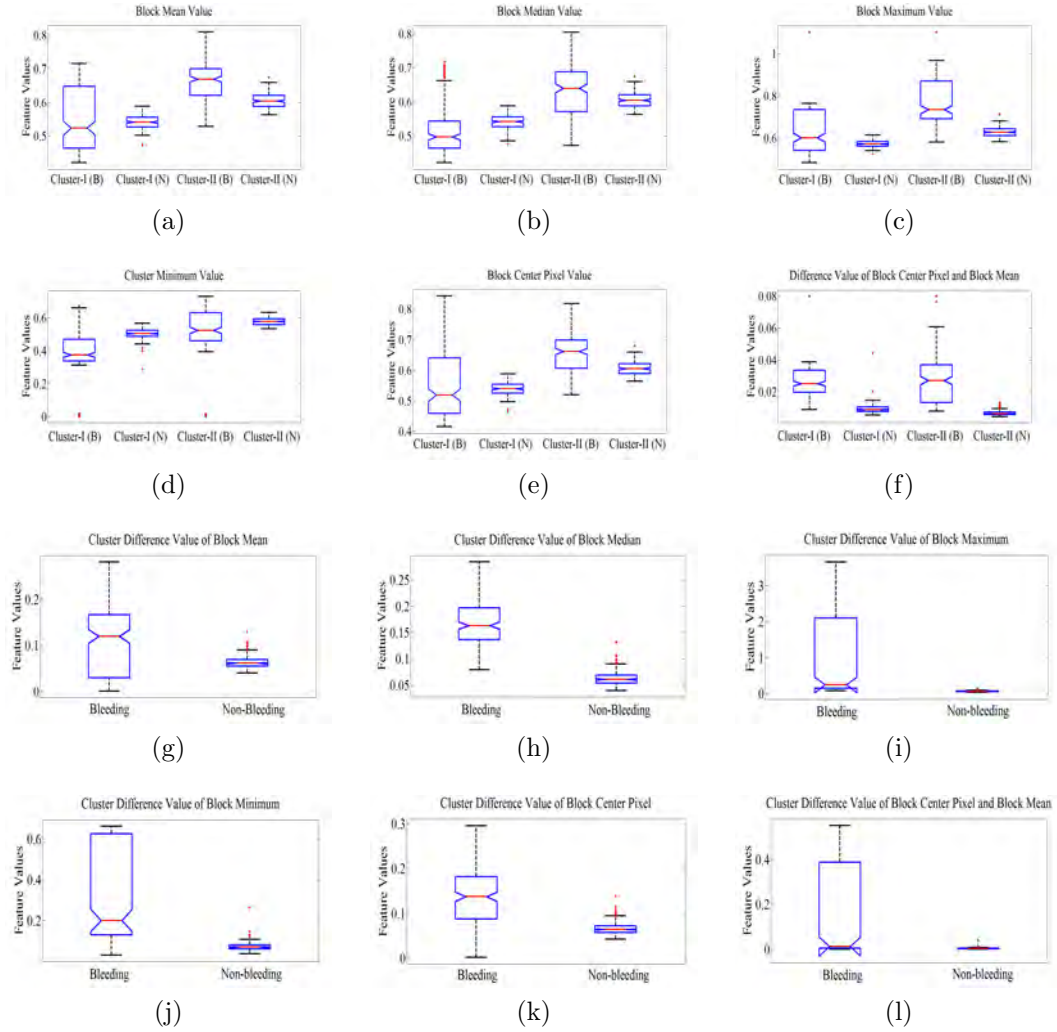 Block Mean Value
Feature Values
0.8
0.7
0.6
0.5
Cluster-I (B) Cluster-I (N) Cluster-II (B) Cluster-II (N)
(a)
Block Median Value
Feature Values
0.8
0.7
0.6
0.5
Cluster-I (B) Cluster-I (N) Cluster-II (B) Cluster-II (N)
(b)
Block Maximum Value
Feature Values
1
0.8
0.6
Cluster-I (B) Cluster-I (N) Cluster-II (B) Cluster-II (N)
(c)
Cluster Minimum Value
Feature Values
0.6
0.4
0.2
0
Cluster-I (B) Cluster-I (N) Cluster-II (B) Cluster-II (N)
(d)
Block Center Pixel Value
Feature Values
0.9
0.8
0.7
0.6
0.5
0.4
Cluster-I (B) Cluster-I (N) Cluster-II (B) Cluster-II (N)
(e)
Difference Value of Block Center Pixel and Block Mean
Feature Values
0.08
0.06
0.04
0.02
Cluster-I (B) Cluster-I (N) Cluster-II (B) Cluster-II (N)
(f)
Cluster Difference Value of Block Mean
Feature Values
0.2
0.1
0
Bleeding Non-Bleeding
(g)
Cluster Difference Value of Block Median
Feature Values
0.25
0.2
0.15
0.1
0.05
Bleeding Non-Bleeding
(h)
Cluster Difference Value of Block Maximum
Feature Values
3
2
1
0
Bleeding Non-bleeding
(i)
Cluster Difference Value of Block Minimum
Feature Values
0.6
0.4
0.2
Bleeding Non-bleeding
(j)
Cluster Difference Value of Block Center Pixel
Feature Values
0.3
0.2
0.1
0
Bleeding Non-bleeding
(k)
Cluster Difference Value of Block Center Pixel and Block Mean
Feature Values
0.4
0.2
0
Bleeding Non-bleeding
(l)